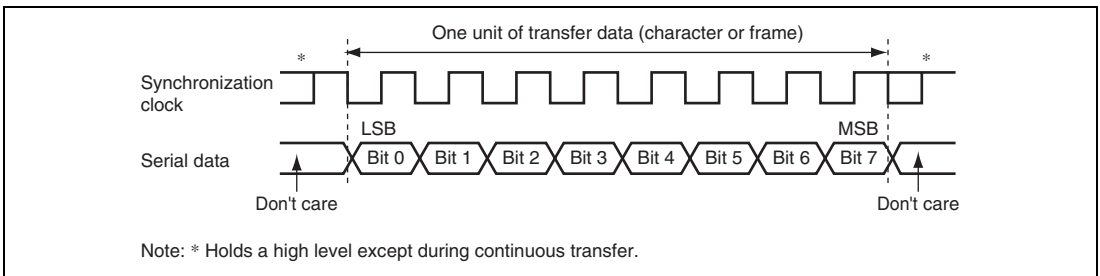 One unit of transfer data (character or frame)
* *
Synchronization
clock
LSB MSB
Serial data Bit 0 Bit 1 Bit 2 Bit 3 Bit 4 Bit 5 Bit 6 Bit 7
Don't care Don't care
Note: * Holds a high level except during continuous transfer.